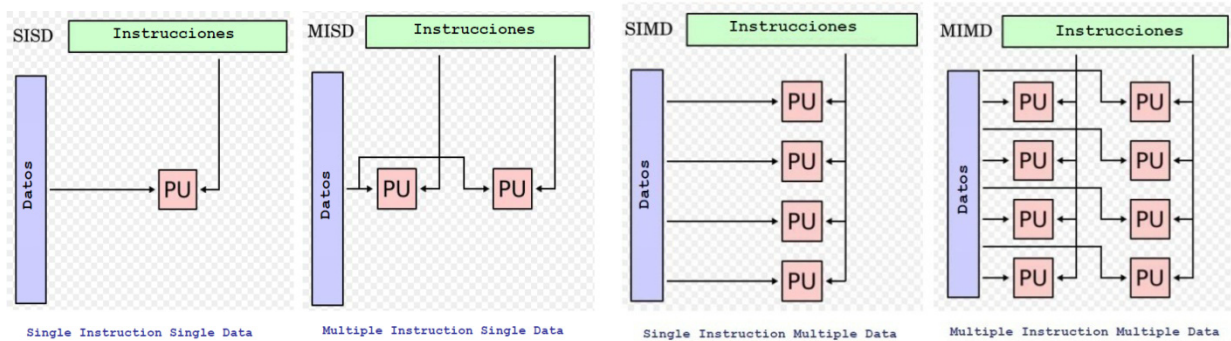 SISD
Instrucciones
Datos
PU
Single Instruction Single Data
MISD
Instrucciones
Datos
PU
PU
Multiple Instruction Single Data
SIMD
Instrucciones
Datos
PU
PU
PU
PU
Single Instruction Multiple Data
MIMD
Instrucciones
Datos
PU
PU
PU
PU
PU
PU
PU
PU
Multiple Instruction Multiple Data